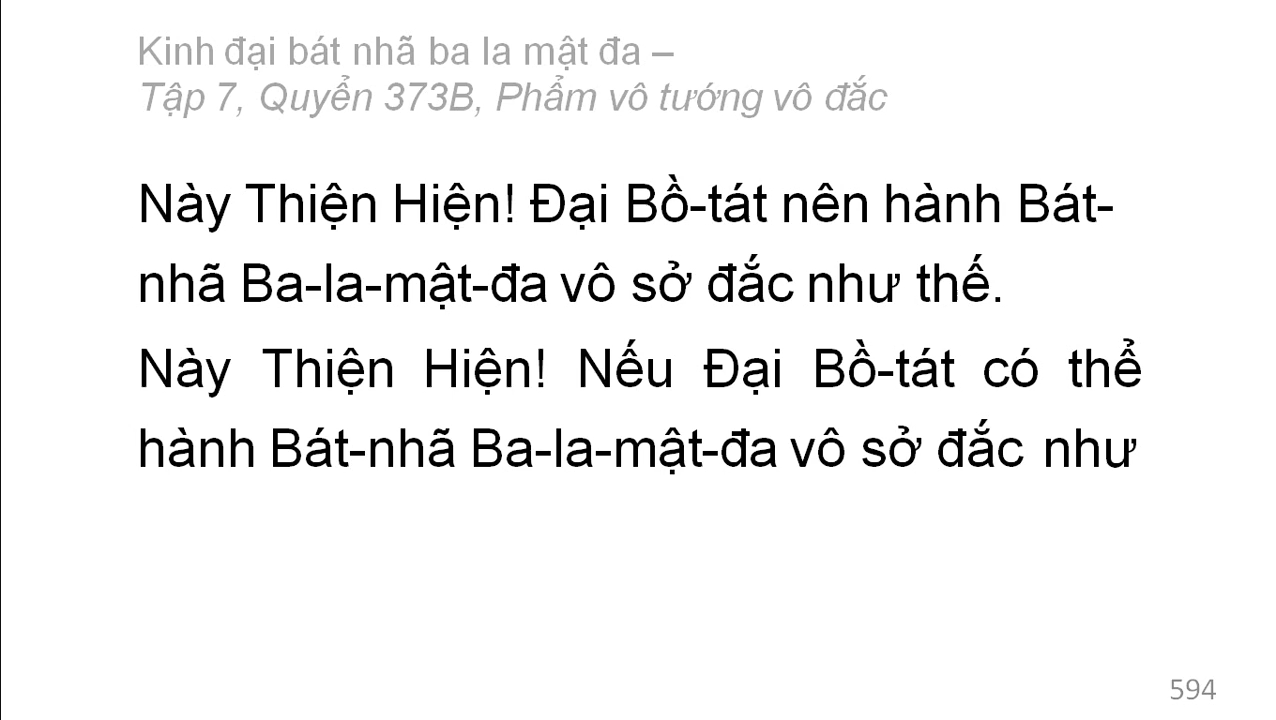 Kinh đại bát nhã ba la mật đa –
Tập 7, Quyển 373B, Phẩm vô tướng vô đắc
Này Thiện Hiện! Đại Bồ-tát nên hành Bát-
nhã Ba-la-mật-đa vô sở đắc như thế.
Này Thiện Hiện! Nếu Đại Bồ-tát có thể
hành Bát-nhã Ba-la-mật-đa vô sở đắc như
594